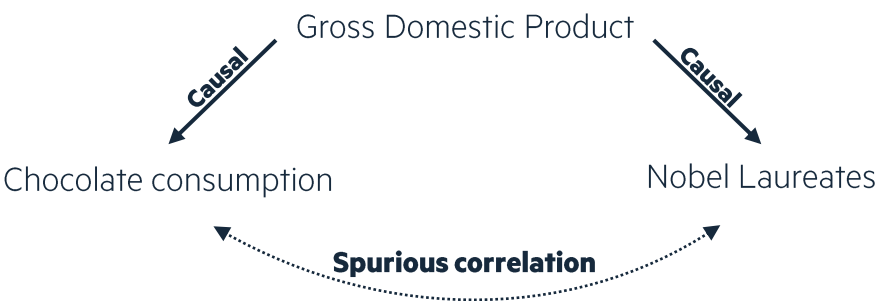 Gross Domestic Product
Causal
Causal
Chocolate consumption
Nobel Laureates
Spurious correlation